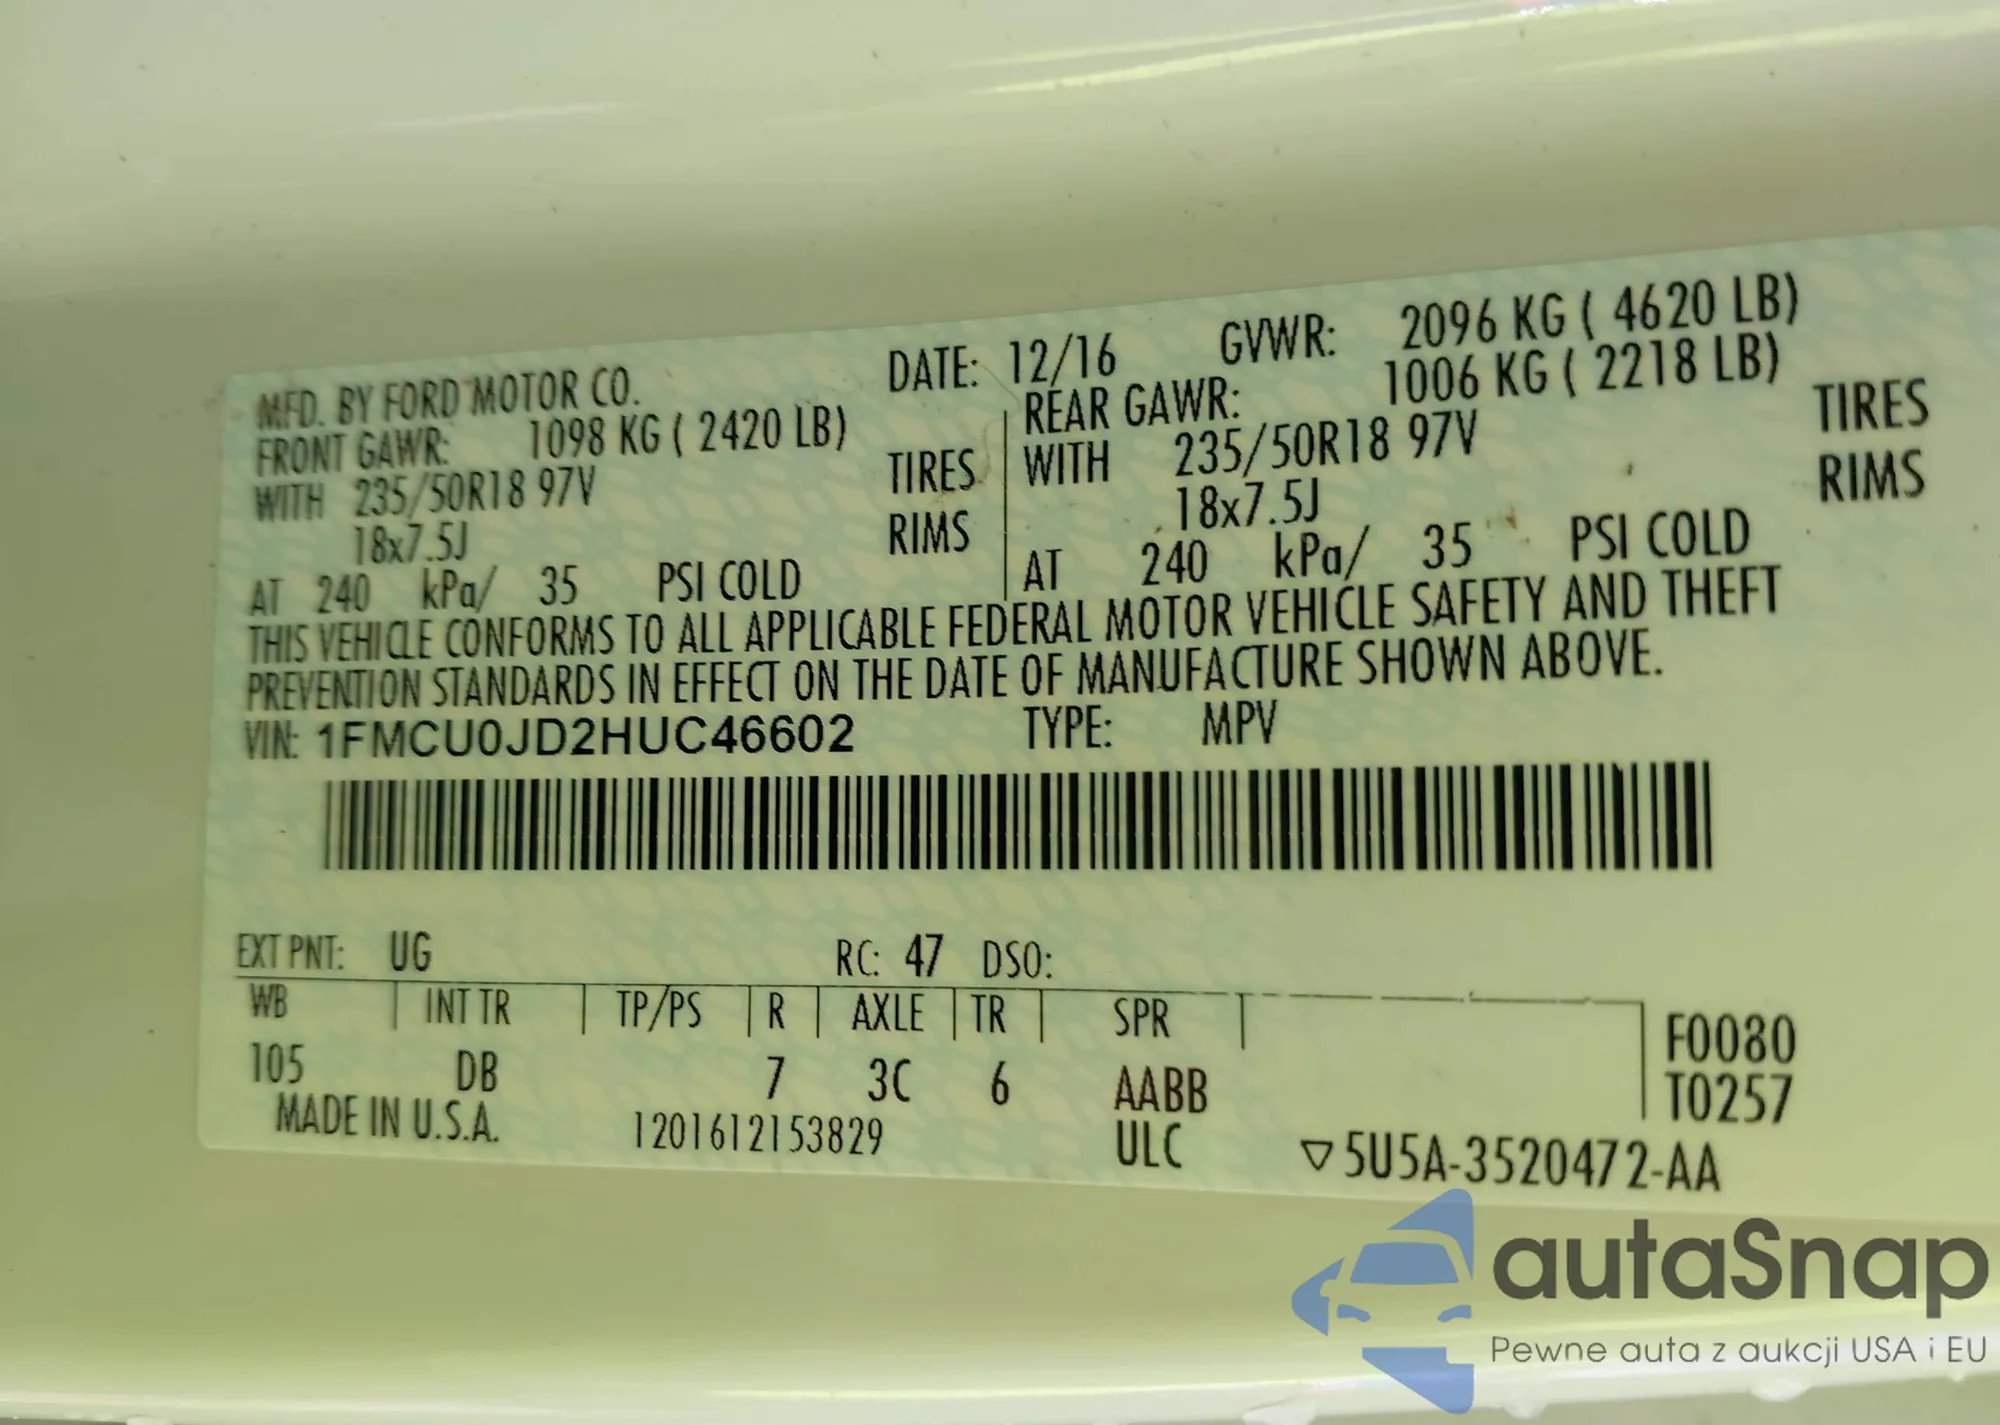 MFD. BY FORD MOTOR CO. DATE: 12/16 GVWR: 2096 KG ( 4620 LB)
FRONT GAWR: 1098 KG ( 2420 LB) REAR GAWR: 1006 KG ( 2218 LB)
WITH 235/50R18 97V TIRES WITH 235/50R18 97V TIRES
18x7.5J RIMS 18x7.5J RIMS
AT 240 kPa/ 35 PSI COLD AT 240 kPa/ 35 PSI COLD
THIS VEHICLE CONFORMS TO ALL APPLICABLE FEDERAL MOTOR VEHICLE SAFETY AND THEFT
PREVENTION STANDARDS IN EFFECT ON THE DATE OF MANUFACTURE SHOWN ABOVE.
VIN: 1FMCU0JD2HUC46602 TYPE: MPV
EXT PNT: UG RC: 47 DSO:
WB INT TR TP/PS R AXLE TR SPR F0080
105 DB 7 3C 6 AABB T0257
MADE IN U.S.A. 1201612153829 ULC ▽5U5A-3520472-AA
autaSnap
Pewne auta z aukcji USA i EU